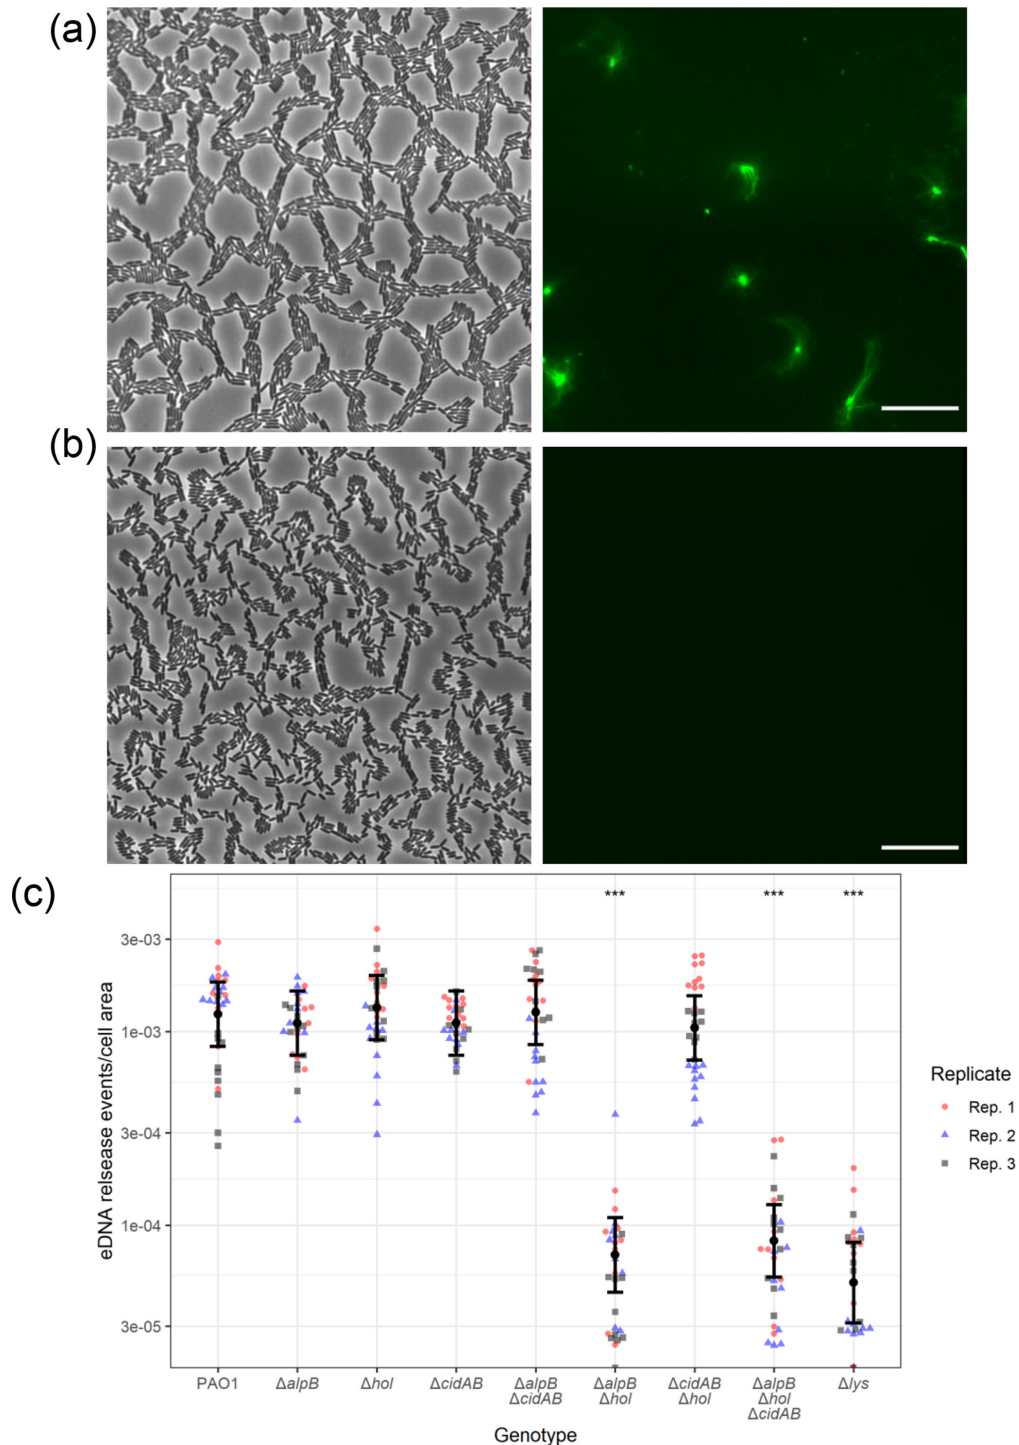 (a)
(b)
(c)
*** *** ***
3e-03
1e-03
3e-04
1e-04
3e-05
eDNA relsease events/cell area
PAO1 ΔalpB Δhol ΔcidAB ΔalpB ΔalpB ΔcidAB ΔalpB Δlys
ΔcidAB Δhol Δhol Δhol
ΔcidAB
Genotype
Replicate
Rep. 1
Rep. 2
Rep. 3